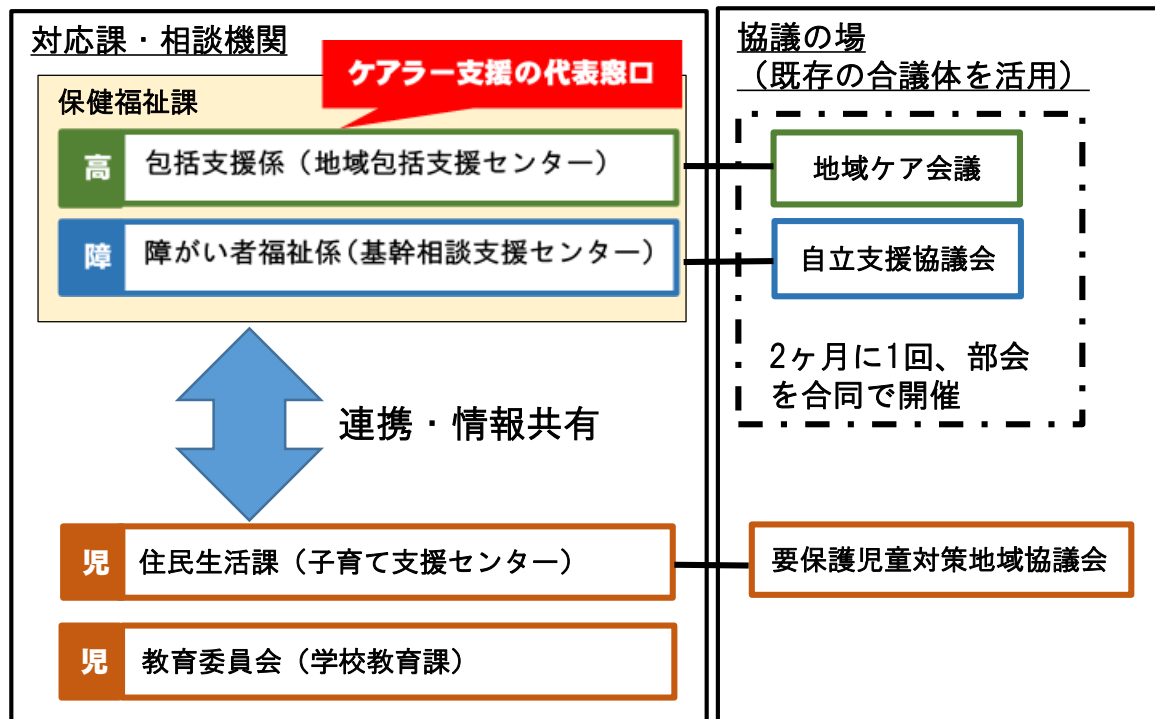 対応課・相談機関
ケアラー支援の代表窓口
保健福祉課
高 包括支援係（地域包括支援センター）
障 障がい者福祉係（基幹相談支援センター）
連携・情報共有
児 住民生活課（子育て支援センター）
児 教育委員会（学校教育課）
協議の場
（既存の合議体を活用）
地域ケア会議
自立支援協議会
2ヶ月に1回、部会
を合同で開催
要保護児童対策地域協議会